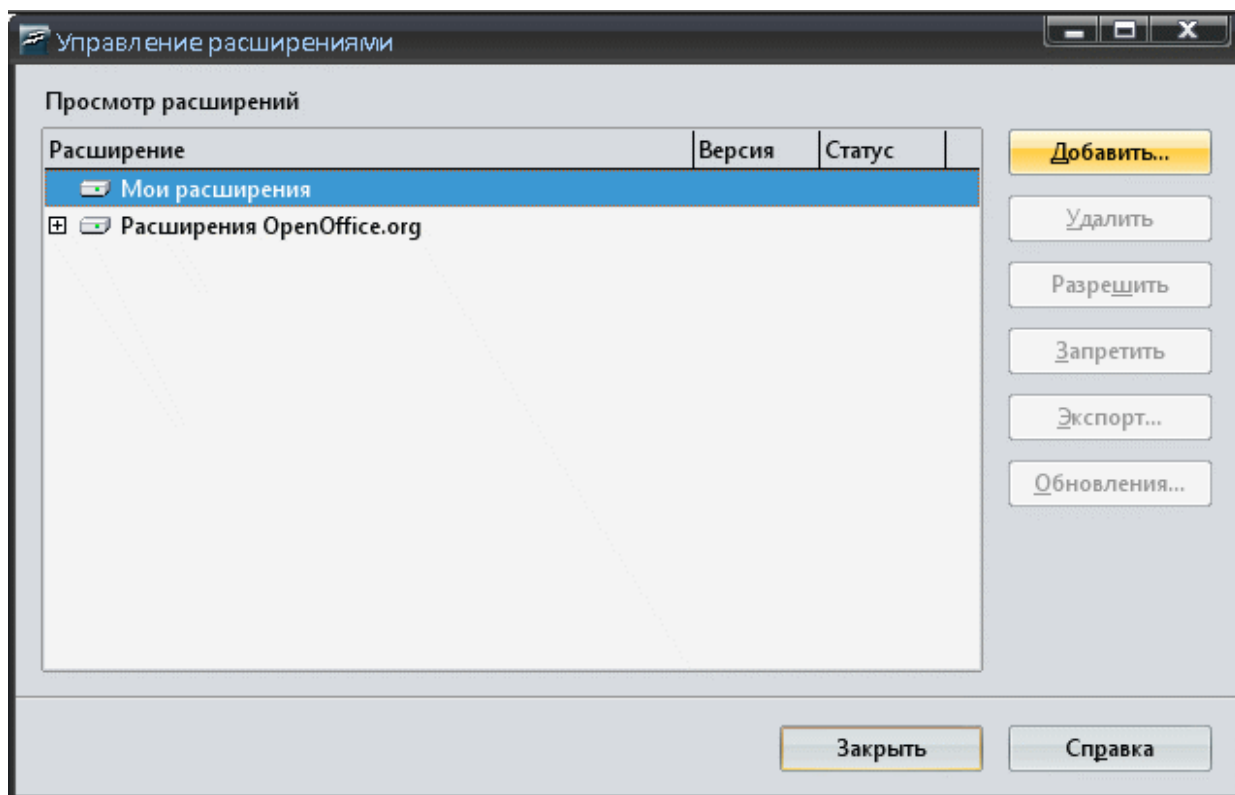 Управление расширениями
Просмотр расширений
Расширение Версия Статус
Мои расширения
Расширения OpenOffice.org
Добавить...
Удалить
Разрешить
Запретить
Экспорт...
Обновления...
Закрыть Справка